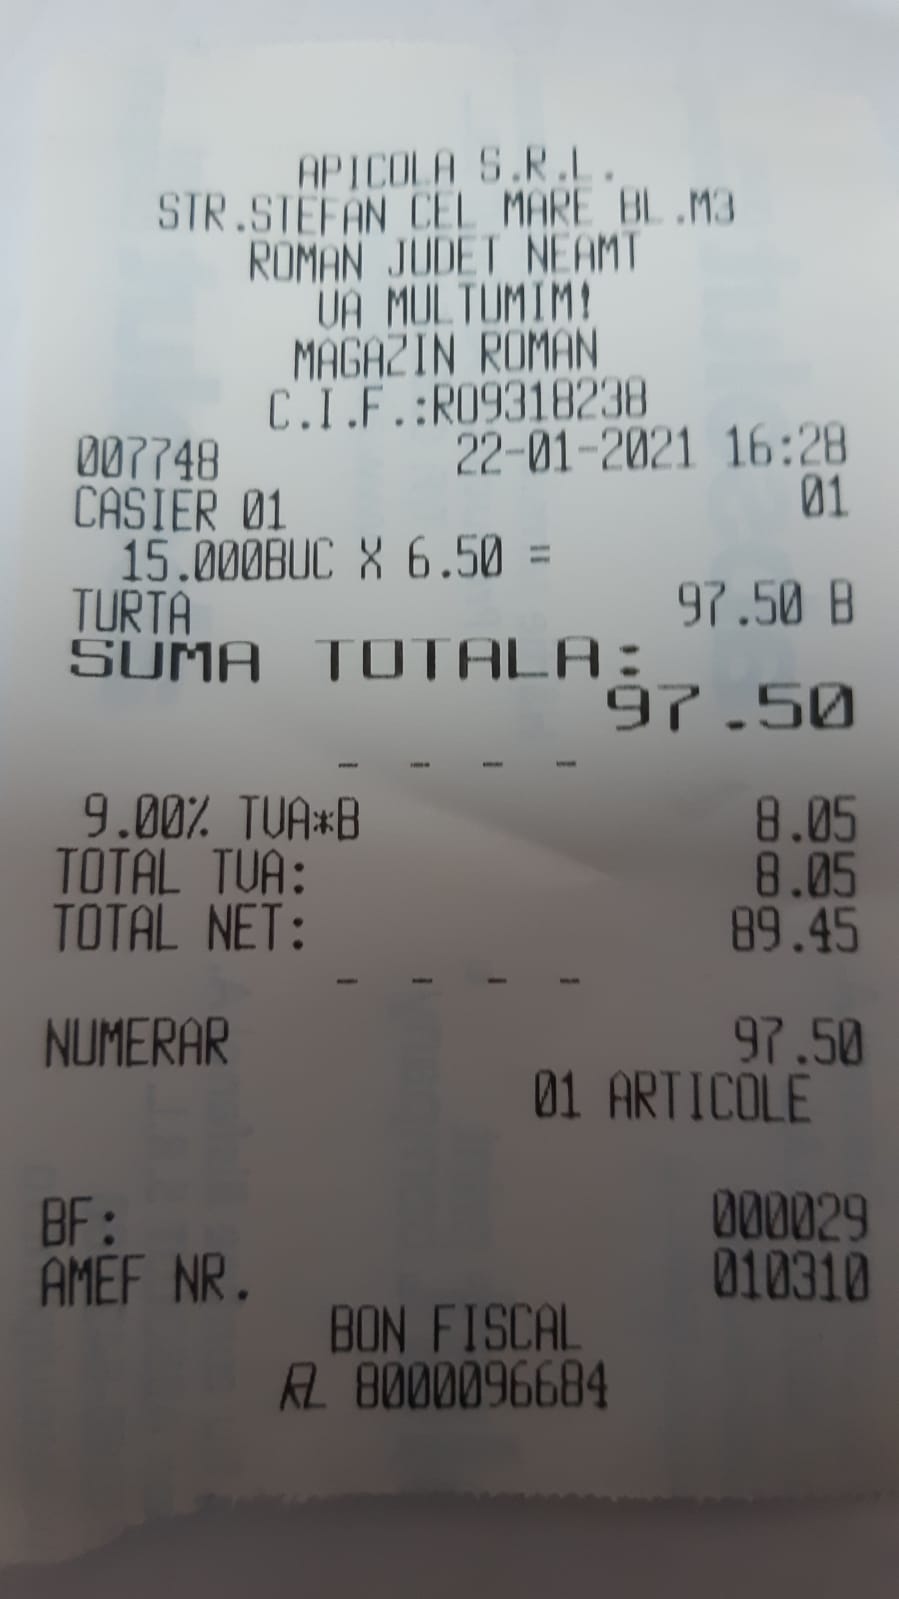 APICOLA S.R.L.
STR.STEFAN CEL MARE BL.M3
ROMAN JUDET NEAMT
VA MULTUMIM!
MAGAZIN ROMAN
C.I.F.:RO9318238
007748 22-01-2021 16:28
CASIER 01 01
15.000BUC X 6.50 =
TURTA 97.50 B
SUMA TOTALA:
97.50
- - - -
9.00% TVA*B 8.05
TOTAL TVA: 8.05
TOTAL NET: 89.45
- - - -
NUMERAR 97.50
01 ARTICOLE
BF: 000029
AMEF NR. 010310
BON FISCAL
8000096684